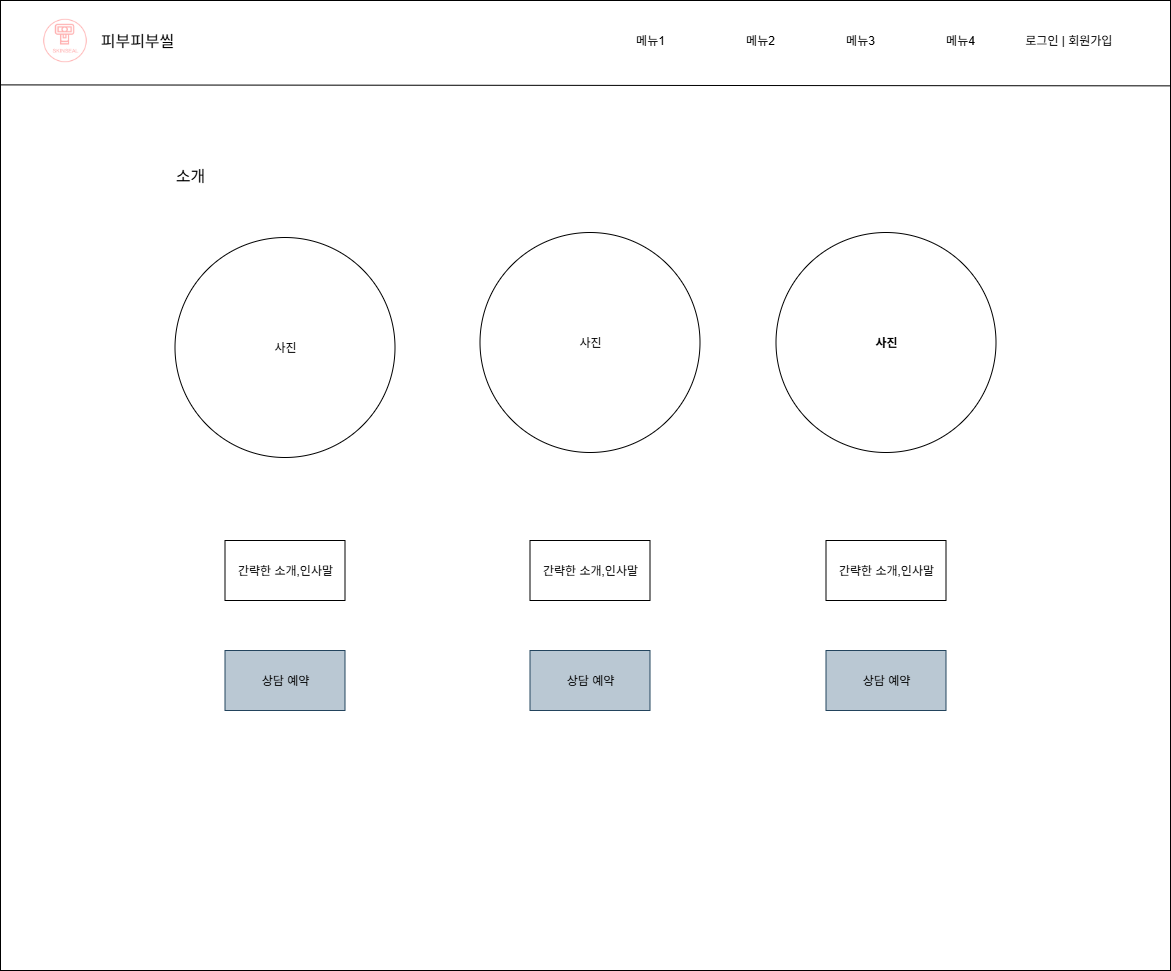 피부피부씰
메뉴1
메뉴2
메뉴3
메뉴4
로그인 | 회원가입
소개
사진
사진
사진
간략한 소개,인사말
간략한 소개,인사말
간략한 소개,인사말
상담 예약
상담 예약
상담 예약